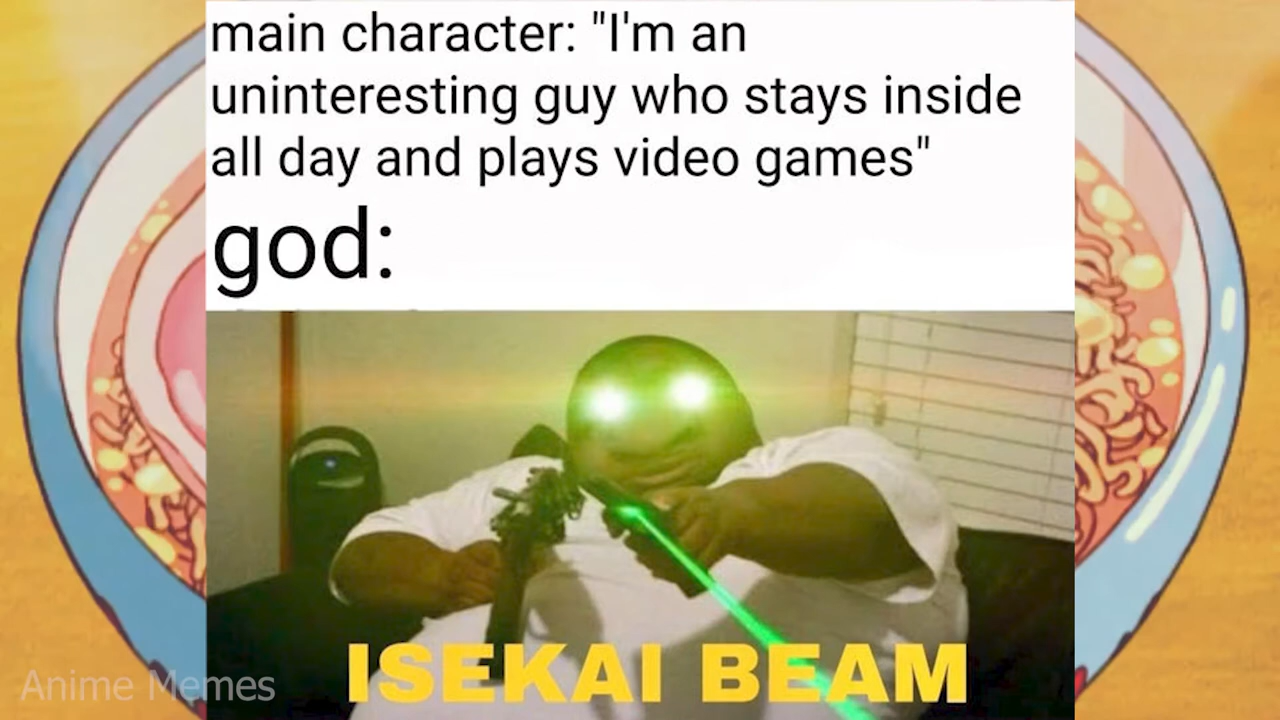 main character: "I'm an
uninteresting guy who stays inside
all day and plays video games"
god:
ISEKAI BEAM
Anime Memes